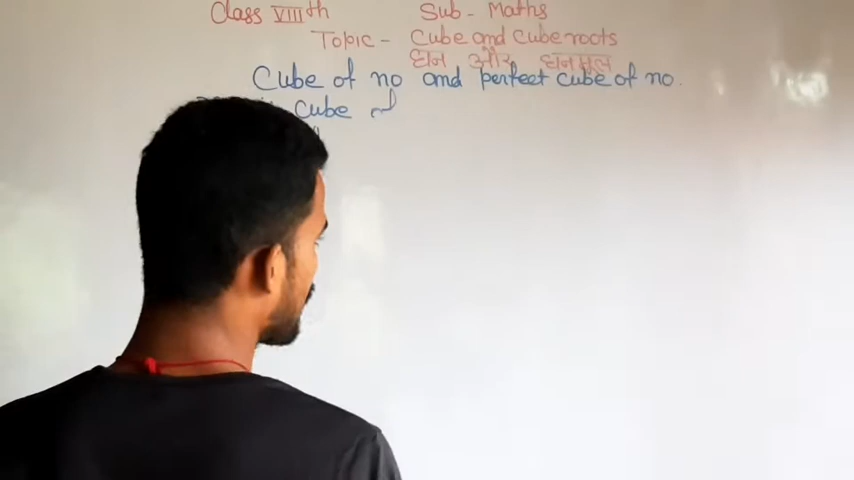 Class VIIIth Sub - Maths
Topic - Cube and Cube roots
घन और घनमूल
Cube of no and perfect cube of no.
cube